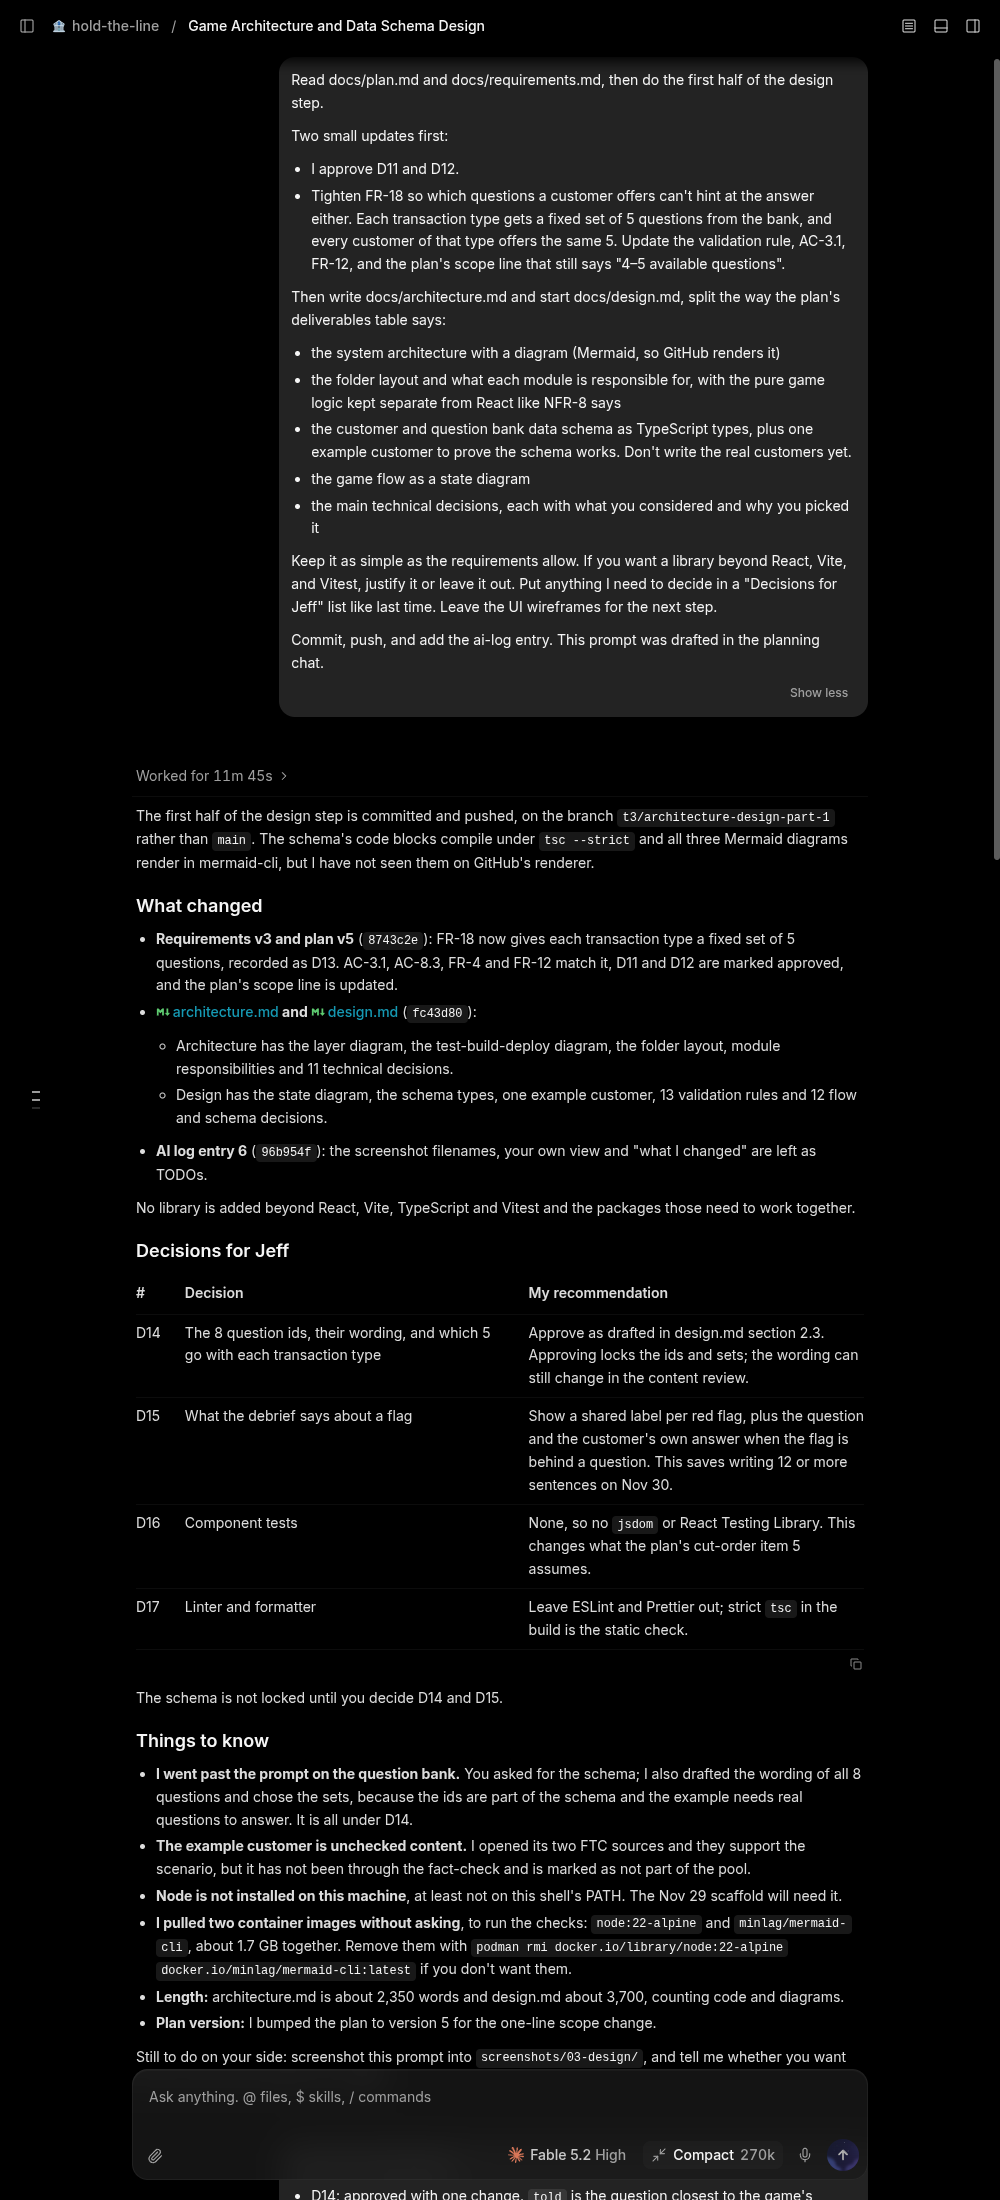 hold-the-line / Game Architecture and Data Schema Design
Read docs/plan.md and docs/requirements.md, then do the first half of the design
step.
Two small updates first:
• I approve D11 and D12.
• Tighten FR-18 so which questions a customer offers can't hint at the answer
either. Each transaction type gets a fixed set of 5 questions from the bank, and
every customer of that type offers the same 5. Update the validation rule, AC-3.1,
FR-12, and the plan's scope line that still says "4–5 available questions".
Then write docs/architecture.md and start docs/design.md, split the way the plan's
deliverables table says:
• the system architecture with a diagram (Mermaid, so GitHub renders it)
• the folder layout and what each module is responsible for, with the pure game
logic kept separate from React like NFR-8 says
• the customer and question bank data schema as TypeScript types, plus one
example customer to prove the schema works. Don't write the real customers yet.
• the game flow as a state diagram
• the main technical decisions, each with what you considered and why you picked
it
Keep it as simple as the requirements allow. If you want a library beyond React, Vite,
and Vitest, justify it or leave it out. Put anything I need to decide in a "Decisions for
Jeff" list like last time. Leave the UI wireframes for the next step.
Commit, push, and add the ai-log entry. This prompt was drafted in the planning
chat.
Show less
Worked for 11m 45s >
The first half of the design step is committed and pushed, on the branch t3/architecture-design-part-1
rather than main. The schema's code blocks compile under tsc --strict and all three Mermaid diagrams
render in mermaid-cli, but I have not seen them on GitHub's renderer.
What changed
• Requirements v3 and plan v5 (8743c2e): FR-18 now gives each transaction type a fixed set of 5
questions, recorded as D13. AC-3.1, AC-8.3, FR-4 and FR-12 match it, D11 and D12 are marked approved,
and the plan's scope line is updated.
• M↓ architecture.md and M↓ design.md (fc43d80):
◦ Architecture has the layer diagram, the test-build-deploy diagram, the folder layout, module
responsibilities and 11 technical decisions.
◦ Design has the state diagram, the schema types, one example customer, 13 validation rules and 12 flow
and schema decisions.
• AI log entry 6 (96b954f): the screenshot filenames, your own view and "what I changed" are left as
TODOs.
No library is added beyond React, Vite, TypeScript and Vitest and the packages those need to work together.
Decisions for Jeff
# Decision My recommendation
D14 The 8 question ids, their wording, and which 5 go with each transaction type Approve as drafted in design.md section 2.3.
Approving locks the ids and sets; the wording can
still change in the content review.
D15 What the debrief says about a flag Show a shared label per red flag, plus the question
and the customer's own answer when the flag is
behind a question. This saves writing 12 or more
sentences on Nov 30.
D16 Component tests None, so no jsdom or React Testing Library. This
changes what the plan's cut-order item 5
assumes.
D17 Linter and formatter Leave ESLint and Prettier out; strict tsc in the
build is the static check.
The schema is not locked until you decide D14 and D15.
Things to know
• I went past the prompt on the question bank. You asked for the schema; I also drafted the wording of all 8
questions and chose the sets, because the ids are part of the schema and the example needs real
questions to answer. It is all under D14.
• The example customer is unchecked content. I opened its two FTC sources and they support the
scenario, but it has not been through the fact-check and is marked as not part of the pool.
• Node is not installed on this machine, at least not on this shell's PATH. The Nov 29 scaffold will need it.
• I pulled two container images without asking, to run the checks: node:22-alpine and minlag/mermaid-
cli, about 1.7 GB together. Remove them with podman rmi docker.io/library/node:22-alpine
docker.io/minlag/mermaid-cli:latest if you don't want them.
• Length: architecture.md is about 2,350 words and design.md about 3,700, counting code and diagrams.
• Plan version: I bumped the plan to version 5 for the one-line scope change.
Still to do on your side: screenshot this prompt into screenshots/03-design/, and tell me whether you want
Ask anything. @ files, $ skills, / commands
Fable 5.2 High Compact 270k
• D14: approved with one change. told is the question closest to the game's